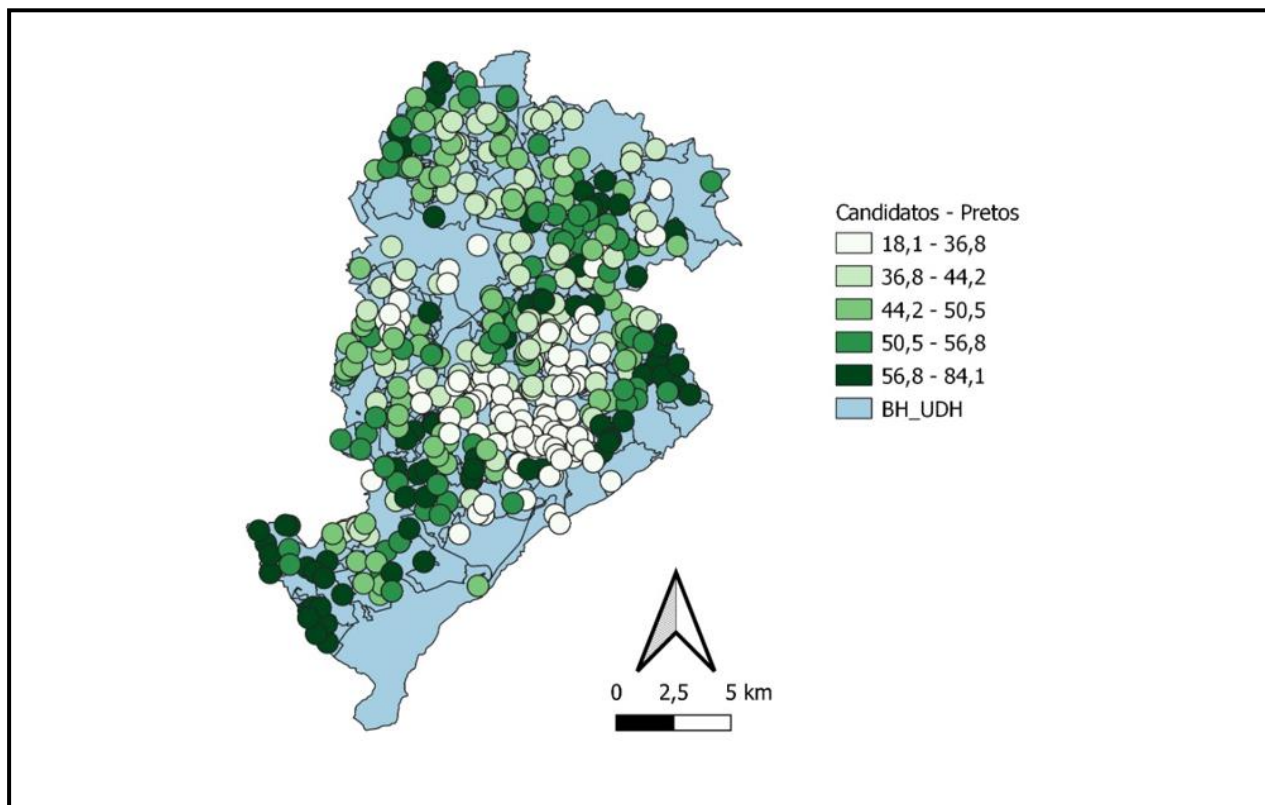 Candidatos - Pretos
18,1 - 36,8
36,8 - 44,2
44,2 - 50,5
50,5 - 56,8
56,8 - 84,1
BH_UDH
0 2,5 5 km